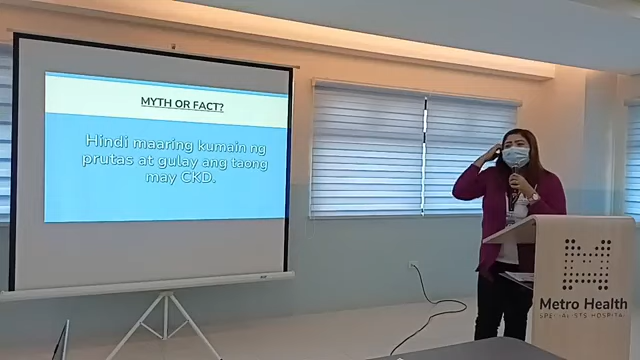 MYTH OR FACT?
Hindi maaring kumain ng
prutas at gulay ang taong
may CKD.
Metro Health
SPECIALISTS HOSPITAL